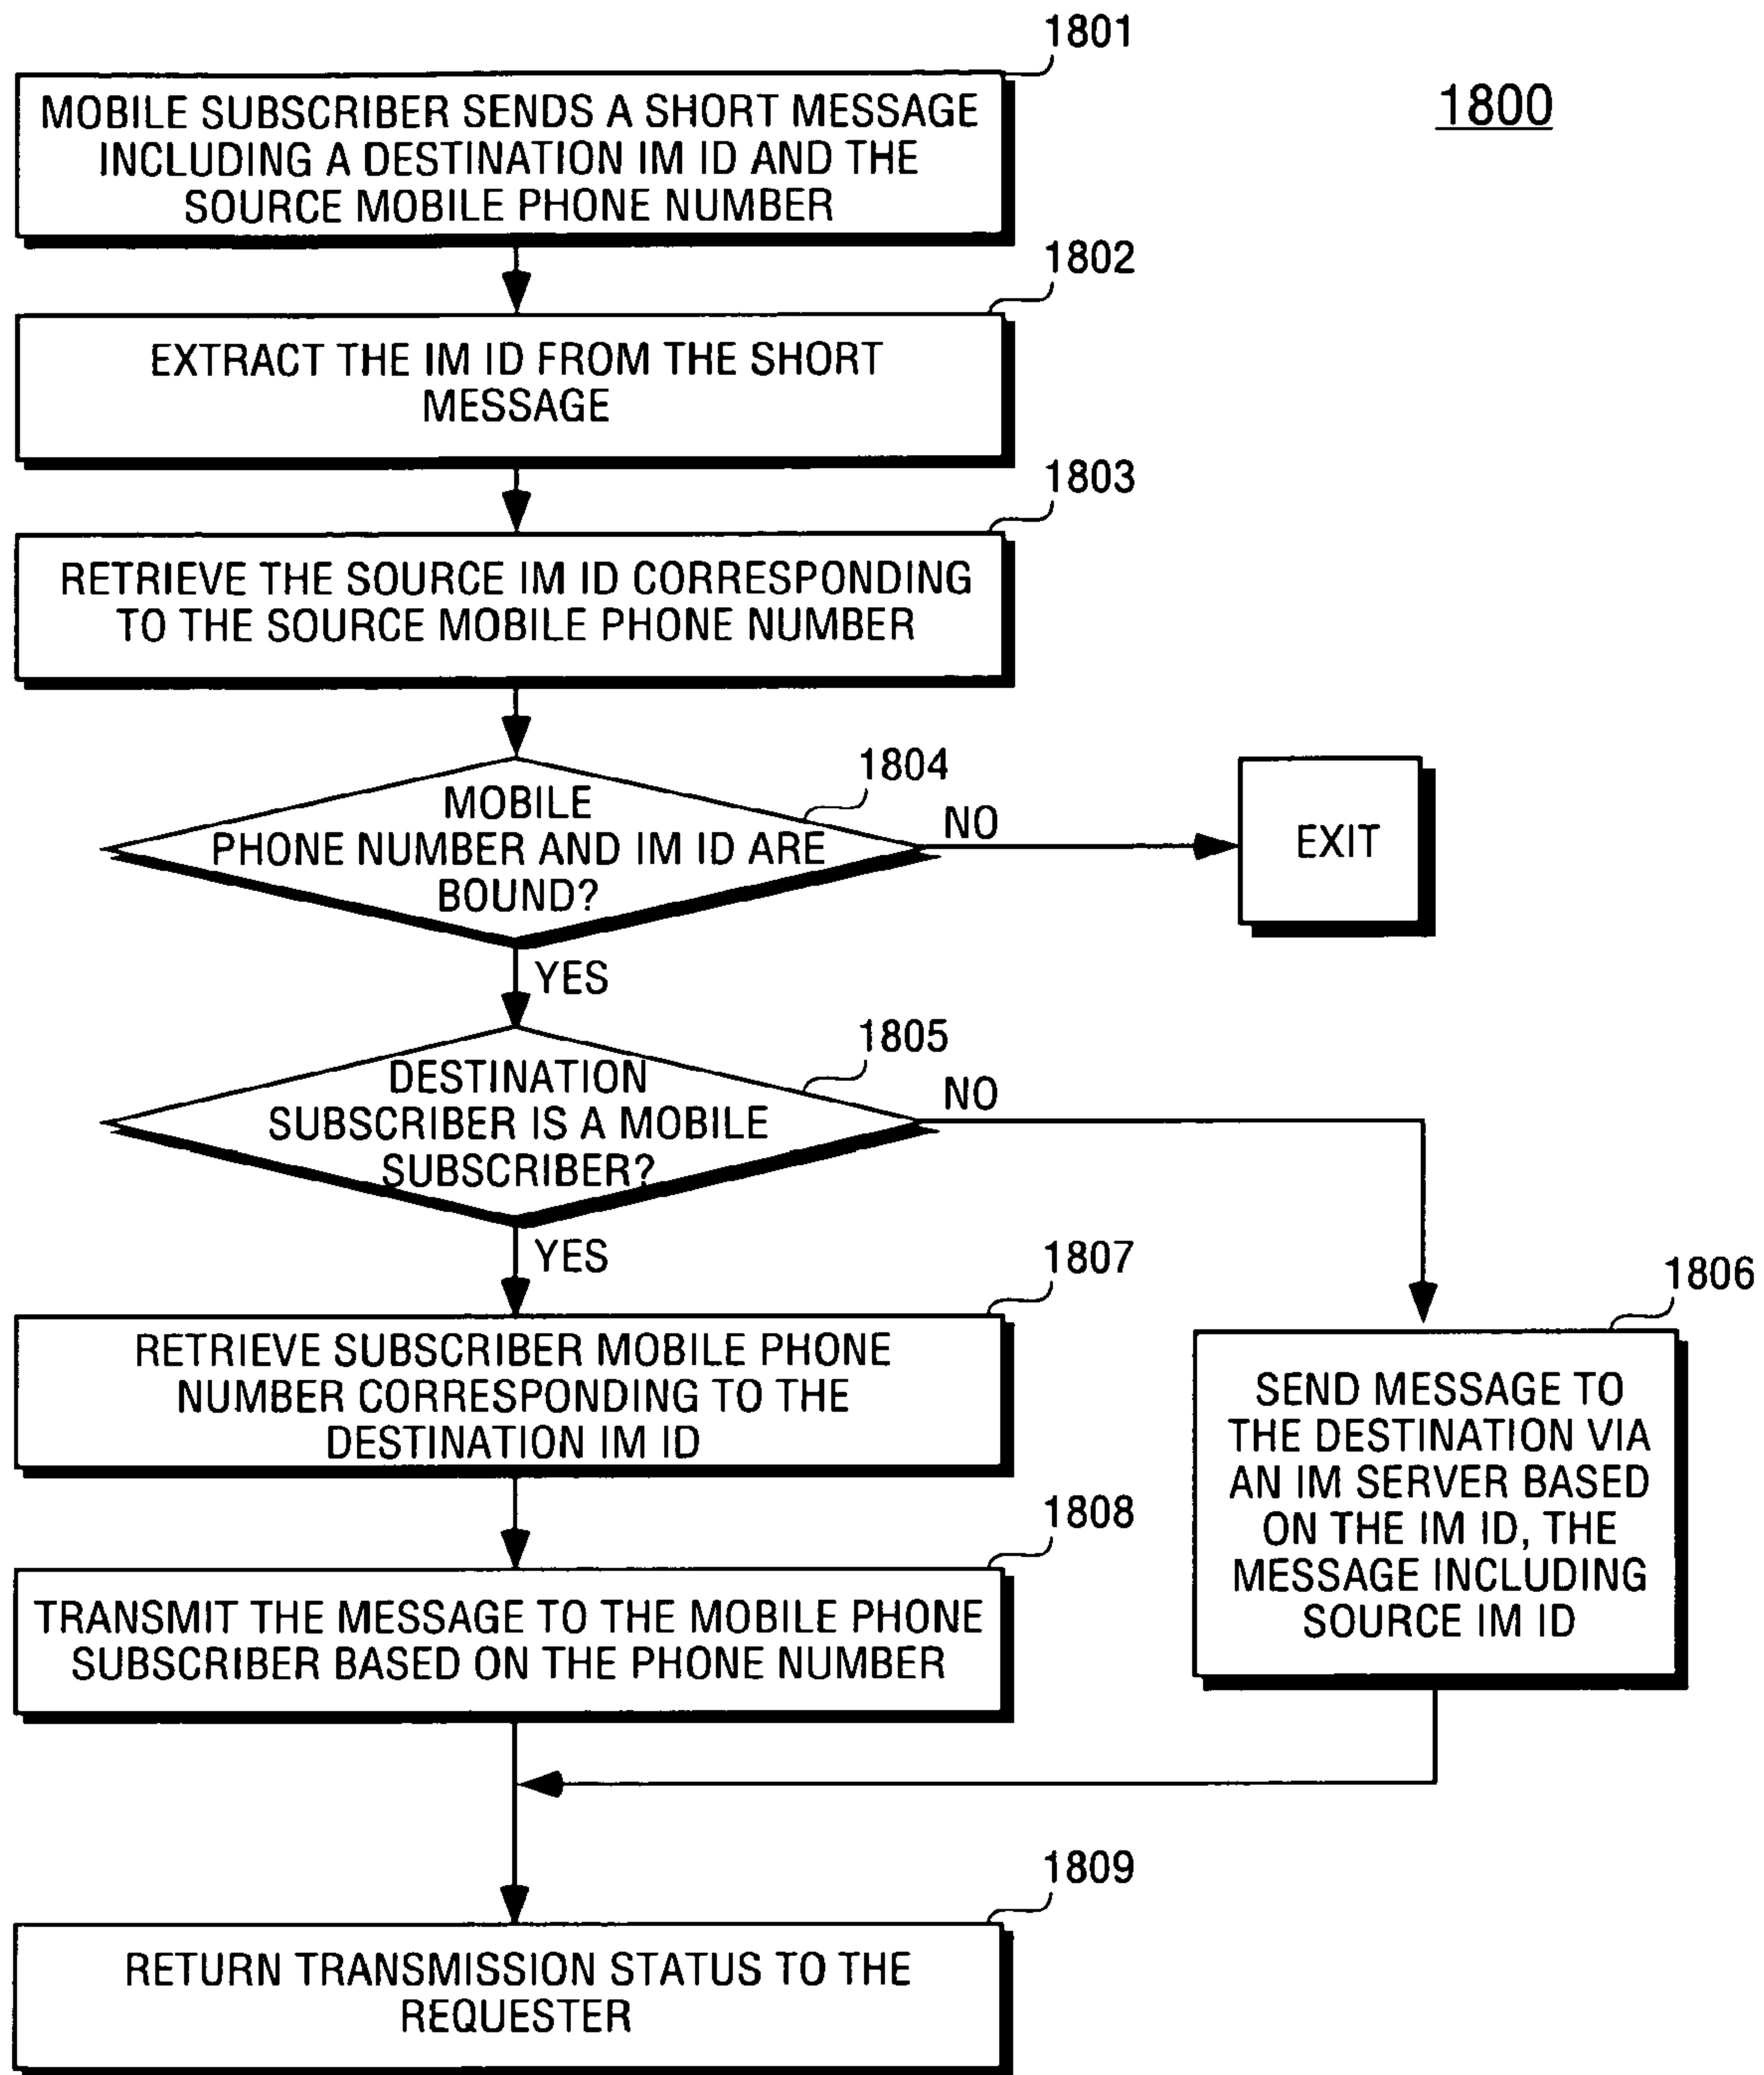 1801
1800
MOBILE SUBSCRIBER SENDS A SHORT MESSAGE
INCLUDING A DESTINATION IM ID AND THE
SOURCE MOBILE PHONE NUMBER
1802
EXTRACT THE IM ID FROM THE SHORT
MESSAGE
1803
RETRIEVE THE SOURCE IM ID CORRESPONDING
TO THE SOURCE MOBILE PHONE NUMBER
1804
MOBILE
PHONE NUMBER AND IM ID ARE
BOUND?
NO
EXIT
YES
1805
DESTINATION
SUBSCRIBER IS A MOBILE
SUBSCRIBER?
NO
YES
1807
RETRIEVE SUBSCRIBER MOBILE PHONE
NUMBER CORRESPONDING TO THE
DESTINATION IM ID
1806
SEND MESSAGE TO
THE DESTINATION VIA
AN IM SERVER BASED
ON THE IM ID, THE
MESSAGE INCLUDING
SOURCE IM ID
1808
TRANSMIT THE MESSAGE TO THE MOBILE PHONE
SUBSCRIBER BASED ON THE PHONE NUMBER
1809
RETURN TRANSMISSION STATUS TO THE
REQUESTER